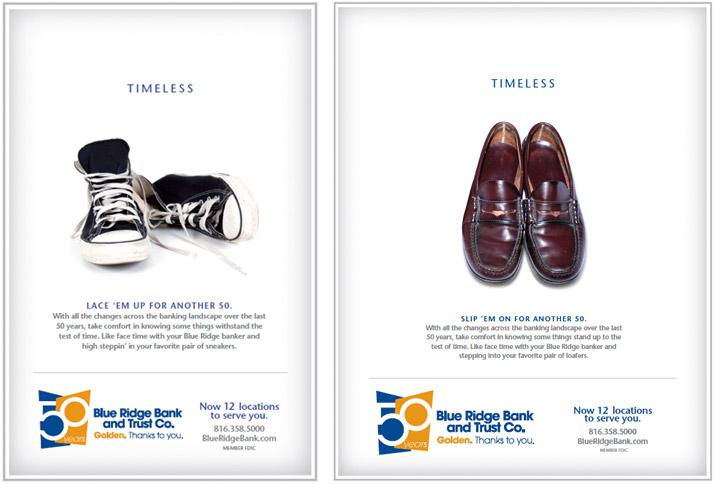 TIMELESS
LACE 'EM UP FOR ANOTHER 50.
With all the changes across the banking landscape over the last
50 years, take comfort in knowing some things withstand the
test of time. Like face time with your Blue Ridge banker and
high steppin' in your favorite pair of sneakers.
50
years
Blue Ridge Bank
and Trust Co.
Golden. Thanks to you.
Now 12 locations
to serve you.
816.358.5000
BlueRidgeBank.com
MEMBER FDIC
TIMELESS
SLIP 'EM ON FOR ANOTHER 50.
With all the changes across the banking landscape over the last
50 years, take comfort in knowing some things stand up to the
test of time. Like face time with your Blue Ridge banker and
stepping into your favorite pair of loafers.
50
years
Blue Ridge Bank
and Trust Co.
Golden. Thanks to you.
Now 12 locations
to serve you.
816.358.5000
BlueRidgeBank.com
MEMBER FDIC